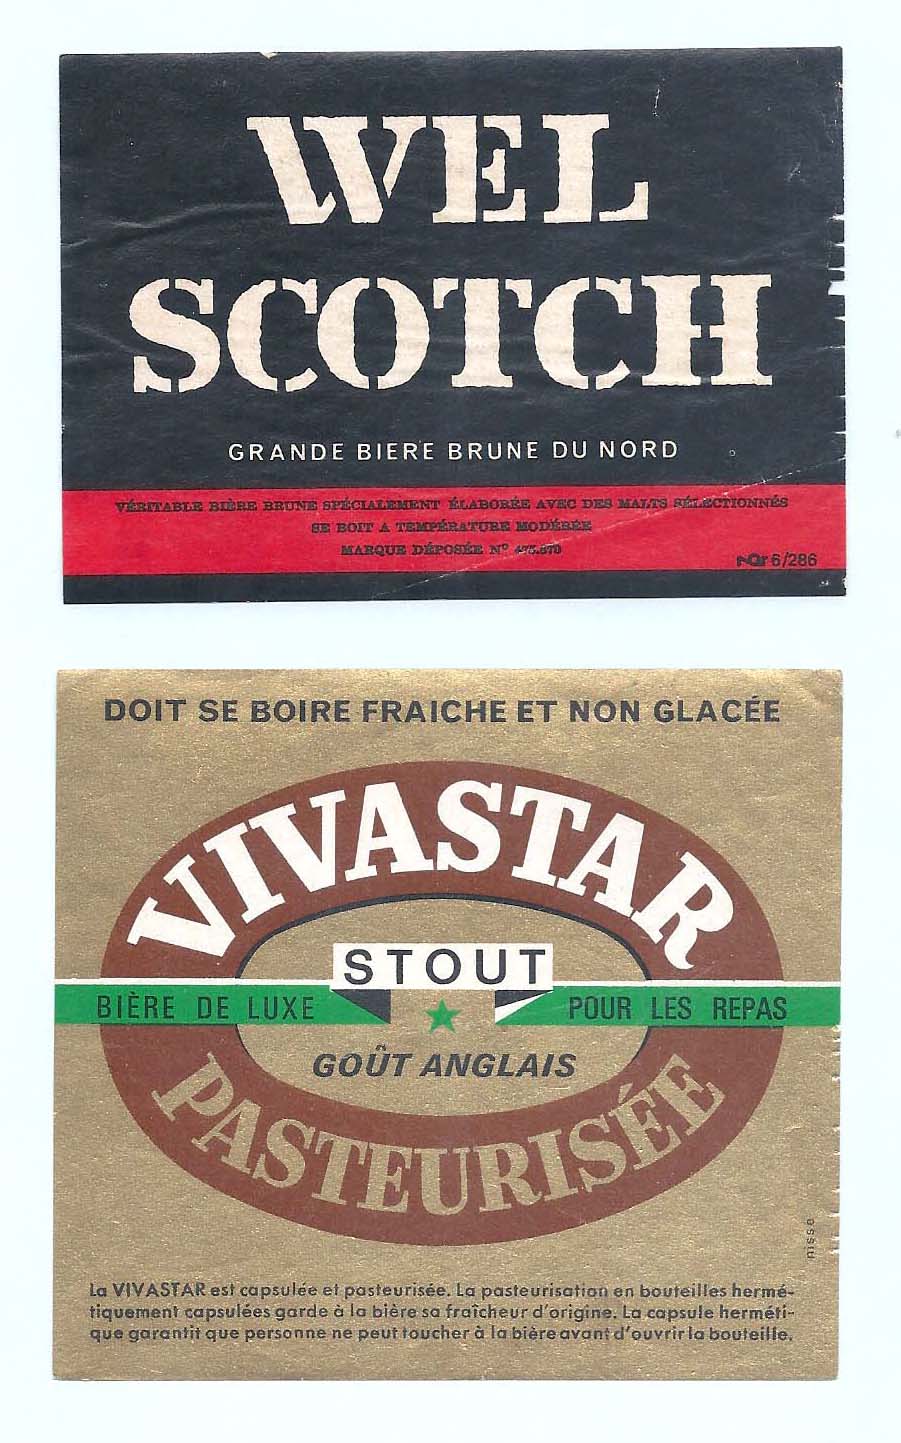 WEL
SCOTCH
GRANDE BIERE BRUNE DU NORD
VÉRITABLE BIÈRE BRUNE SPÉCIALEMENT ÉLABORÉE AVEC DES MALTS SÉLECTIONNÉS
SE BOIT A TEMPÉRATURE MODÉRÉE
MARQUE DÉPOSÉE Nº
6/286
DOIT SE BOIRE FRAICHE ET NON GLACÉE
VIVASTAR
STOUT
BIÈRE DE LUXE POUR LES REPAS
GOÛT ANGLAIS
PASTEURISÉE
nisse
La VIVASTAR est capsulée et pasteurisée. La pasteurisation en bouteilles hermé-
tiquement capsulées garde à la bière sa fraîcheur d'origine. La capsule herméti-
que garantit que personne ne peut toucher à la bière avant d'ouvrir la bouteille.